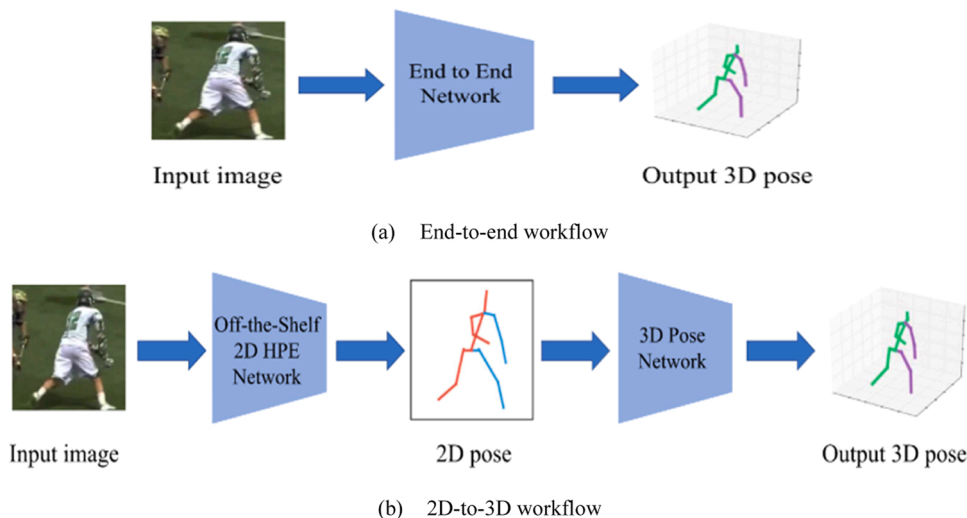 End to End
Network
Input image
Output 3D pose
(a) End-to-end workflow
Off-the-Shelf
2D HPE
Network
3D Pose
Network
Input image
2D pose
Output 3D pose
(b) 2D-to-3D workflow